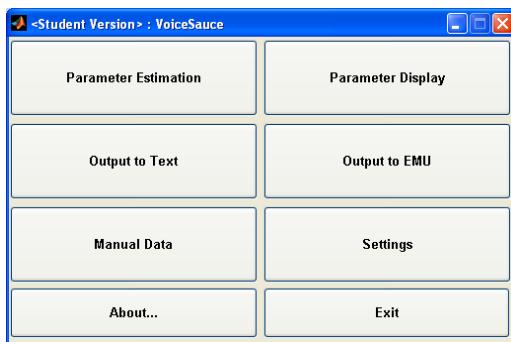 <Student Version> : VoiceSauce
Parameter Estimation
Parameter Display
Output to Text
Output to EMU
Manual Data
Settings
About...
Exit